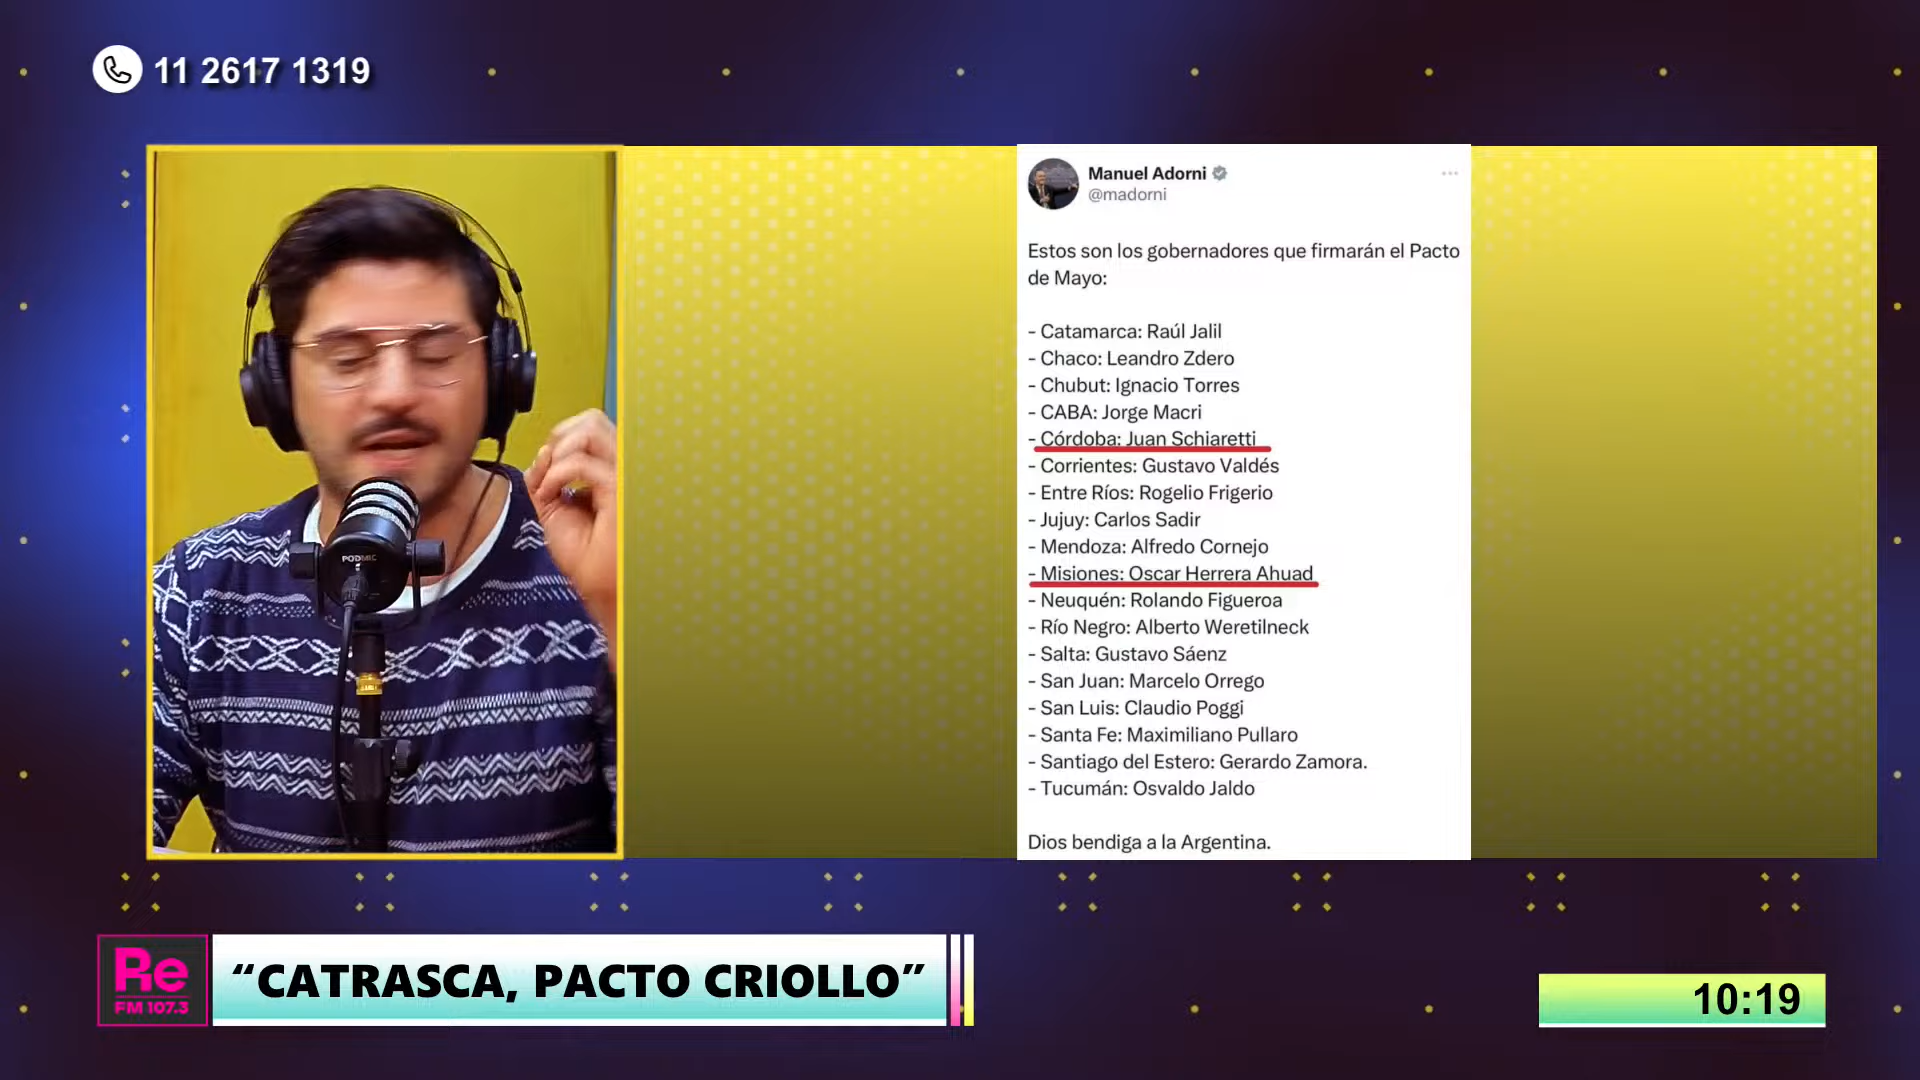 11 2617 1319
Manuel Adorni
@madorni
Estos son los gobernadores que firmarán el Pacto
de Mayo:
- Catamarca: Raúl Jalil
- Chaco: Leandro Zdero
- Chubut: Ignacio Torres
- CABA: Jorge Macri
- Córdoba: Juan Schiaretti
- Corrientes: Gustavo Valdés
- Entre Ríos: Rogelio Frigerio
- Jujuy: Carlos Sadir
- Mendoza: Alfredo Cornejo
- Misiones: Oscar Herrera Ahuad
- Neuquén: Rolando Figueroa
- Río Negro: Alberto Weretilneck
- Salta: Gustavo Sáenz
- San Juan: Marcelo Orrego
- San Luis: Claudio Poggi
- Santa Fe: Maximiliano Pullaro
- Santiago del Estero: Gerardo Zamora.
- Tucumán: Osvaldo Jaldo
Dios bendiga a la Argentina.
PODMIC
Re
FM 107.3
“CATRASCA, PACTO CRIOLLO”
10:19